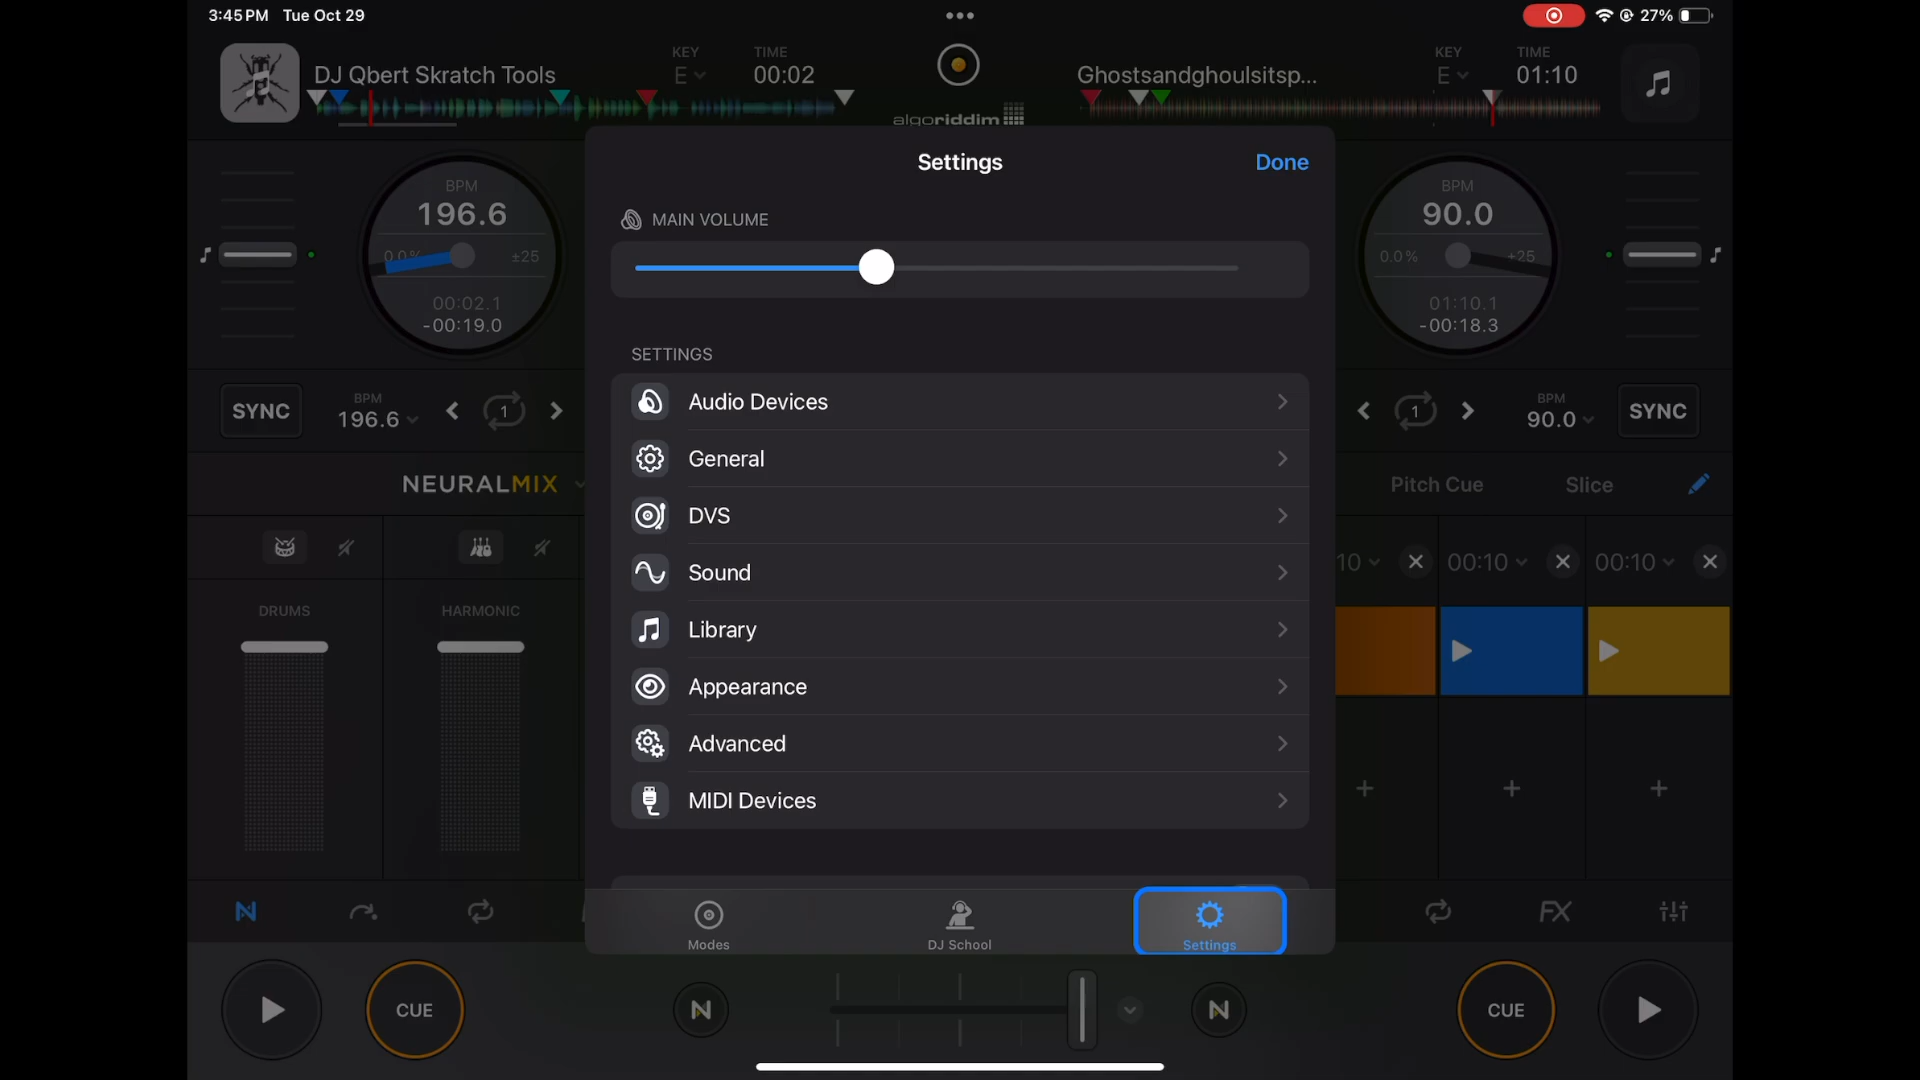 3:45 PM Tue Oct 29
27%
DJ Qbert Skratch Tools
KEY
E
TIME
00:02
algoriddim
Ghostsandghoulsitsp...
KEY
E
TIME
01:10
Settings
Done
MAIN VOLUME
SETTINGS
Audio Devices
General
DVS
Sound
Library
Appearance
Advanced
MIDI Devices
Modes
DJ School
Settings
BPM
196.6
0.0%
±25
00:02.1
-00:19.0
BPM
90.0
0.0%
±25
01:10.1
-00:18.3
SYNC
BPM
196.6
1
1
BPM
90.0
SYNC
NEURALMIX
Pitch Cue
Slice
10
00:10
00:10
DRUMS
HARMONIC
FX
CUE
CUE